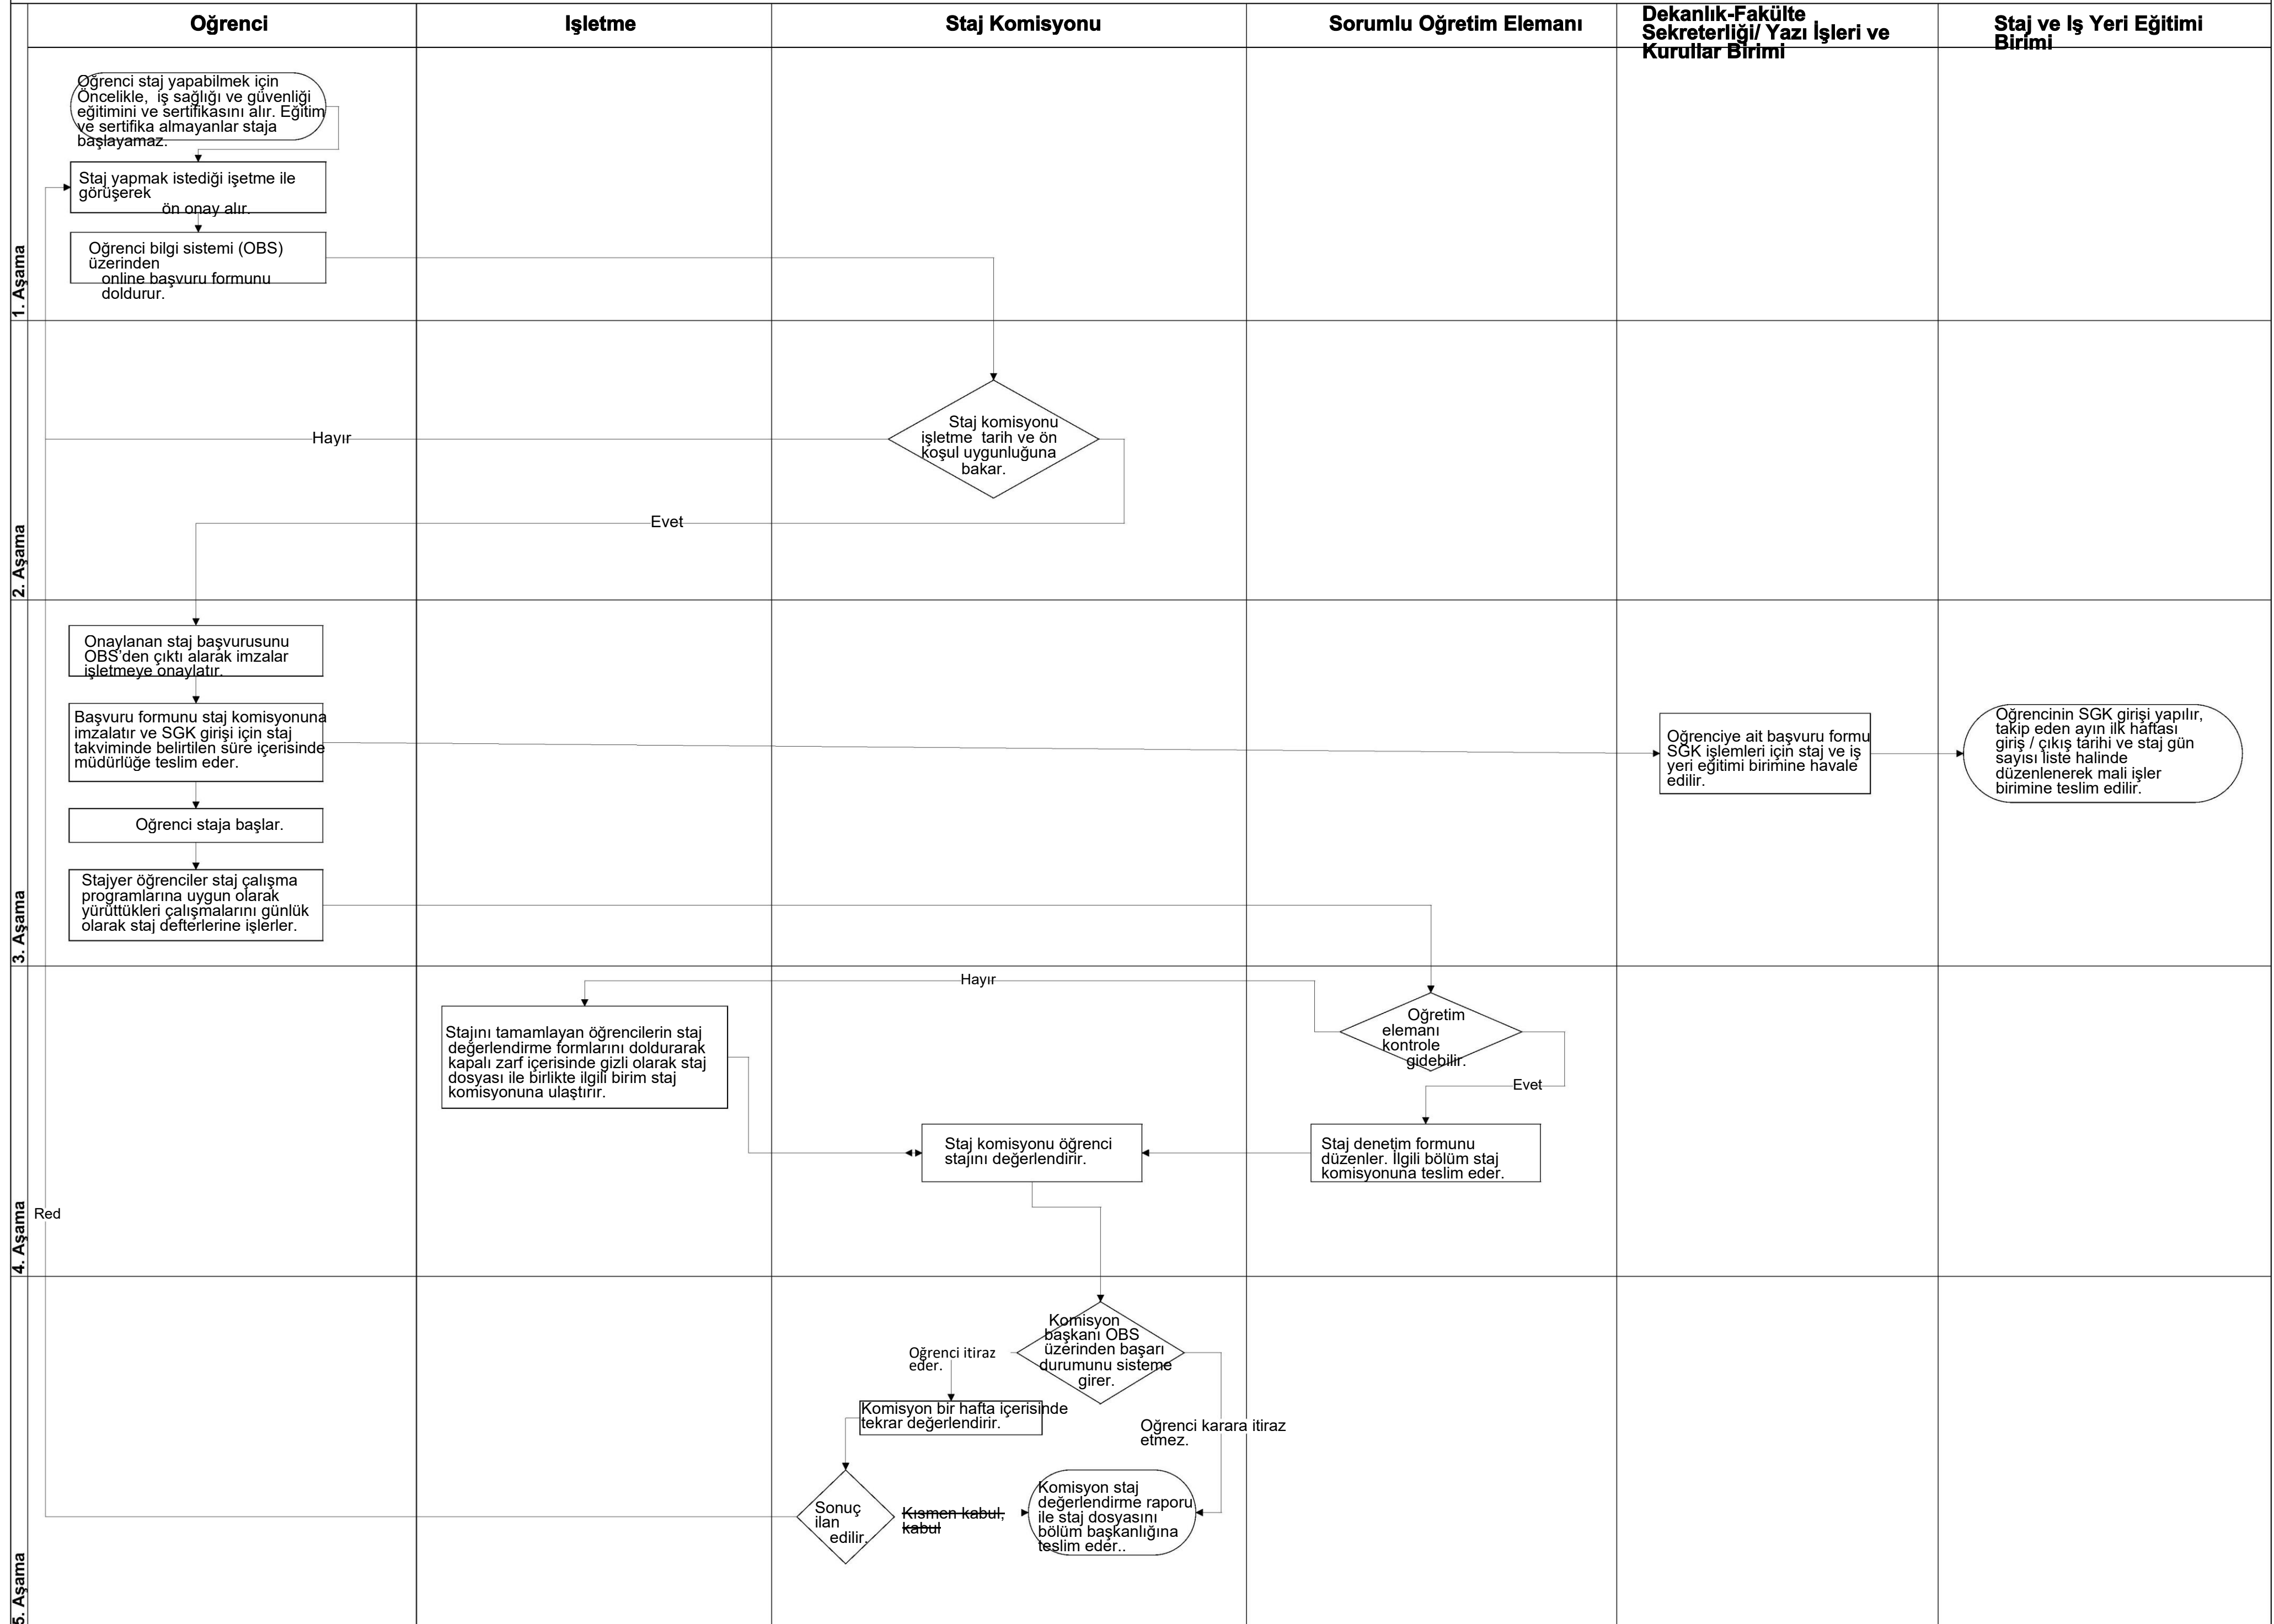 Oğrenci
Işletme
Staj Komisyonu
Sorumlu Oğretim Elemanı
Dekanlık-Fakülte
Sekreterliği/ Yazı İşleri ve
Kurullar Birimi
Staj ve Iş Yeri Eğitimi
Birimi
1. Aşama
Oğrenci staj yapabilmek için
Öncelikle, iş sağlığı ve güvenliği
eğitimini ve sertifikasını alır. Eğitim
ve sertifika almayanlar staja
başlayamaz.
Staj yapmak istediği işetme ile
görüşerek
ön onay alır.
Oğrenci bilgi sistemi (OBS)
üzerinden
online başvuru formunu
doldurur.
2. Aşama
Staj komisyonu
işletme tarih ve ön
koşul uygunluğuna
bakar.
Hayır
Evet
3. Aşama
Onaylanan staj başvurusunu
OBS'den çıktı alarak imzalar
işletmeye onaylatır.
Başvuru formunu staj komisyonuna
imzalatır ve SGK girişi için staj
takviminde belirtilen süre içerisinde
müdürlüğe teslim eder.
Oğrenciye ait başvuru formu
SGK işlemleri için staj ve iş
yeri eğitimi birimine havale
edilir.
Oğrencinin SGK girişi yapılır,
takip eden ayın ilk haftası
giriş / çıkış tarihi ve staj gün
sayısı liste halinde
düzenlenerek mali işler
birimine teslim edilir.
Oğrenci staja başlar.
Stajyer öğrenciler staj çalışma
programlarına uygun olarak
yürüttükleri çalışmalarını günlük
olarak staj defterlerine işlerler.
4. Aşama
Hayır
Oğretim
elemanı
kontrole
gidebilir.
Evet
Stajını tamamlayan öğrencilerin staj
değerlendirme formlarını doldurarak
kapalı zarf içerisinde gizli olarak staj
dosyası ile birlikte ilgili birim staj
komisyonuna ulaştırır.
Staj komisyonu öğrenci
stajını değerlendirir.
Staj denetim formunu
düzenler. İlgili bölüm staj
komisyonuna teslim eder.
Red
5. Aşama
Komisyon
başkanı OBS
üzerinden başarı
durumunu sisteme
girer.
Oğrenci itiraz
eder.
Komisyon bir hafta içerisinde
tekrar değerlendirir.
Oğrenci karara itiraz
etmez.
Sonuç
ilan
edilir.
Kısmen kabul,
kabul
Komisyon staj
değerlendirme raporu
ile staj dosyasını
bölüm başkanlığına
teslim eder..